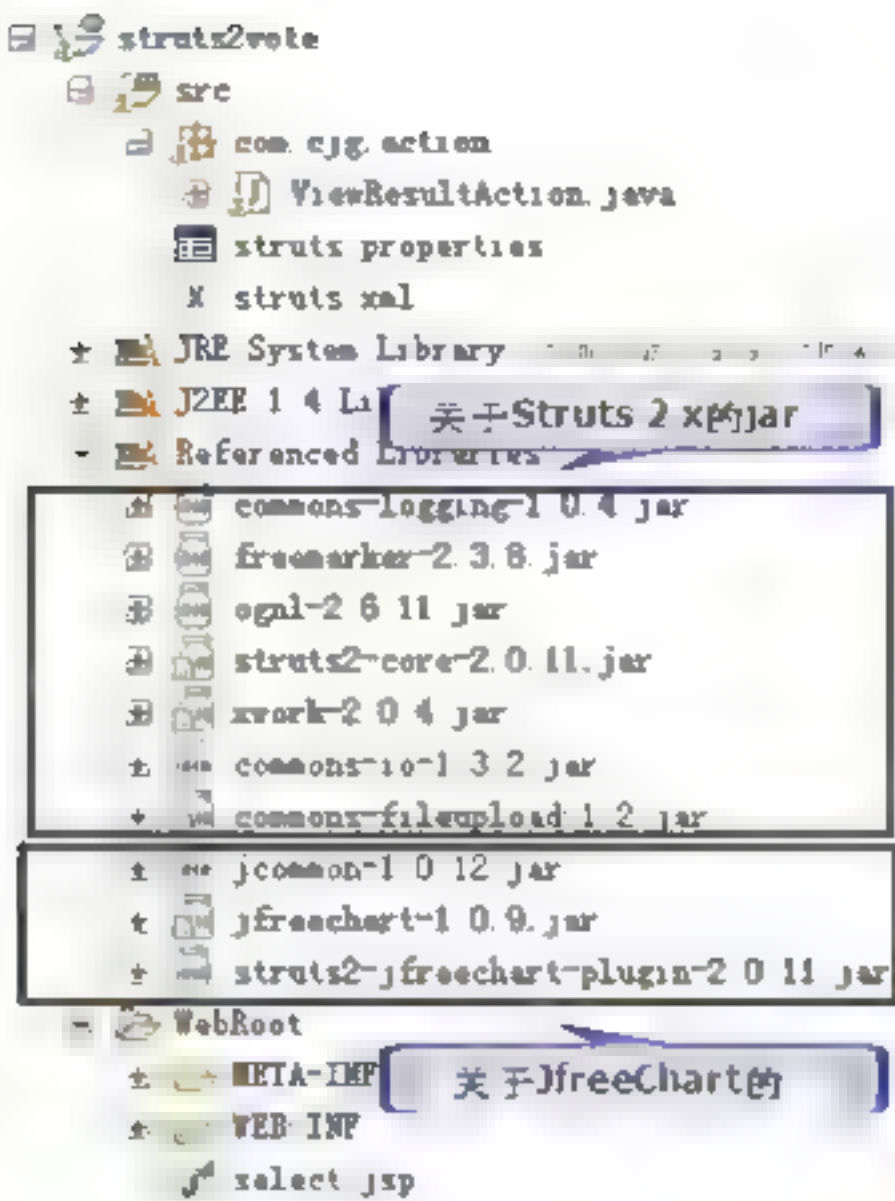 struts2vote
src
com.cjg.action
ViewResultAction.java
struts.properties
struts.xml
JRE System Library
J2EE 1.4 Li
关于Struts 2.x的jar
Referenced Libraries
commons-logging-1.0.4.jar
freemarker-2.3.8.jar
ognl-2.6.11.jar
struts2-core-2.0.11.jar
xwork-2.0.4.jar
commons-io-1.3.2.jar
commons-fileupload-1.2.jar
jcommon-1.0.12.jar
jfreechart-1.0.9.jar
struts2-jfreechart-plugin-2.0.11.jar
WebRoot
META-INF
关于JfreeChart的
WEB-INF
select.jsp